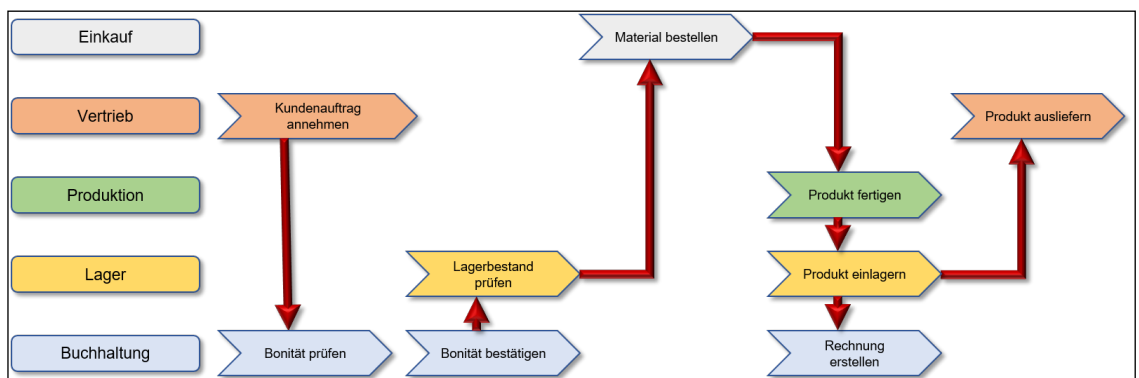 Einkauf
Material bestellen
Vertrieb
Kundenauftrag
annehmen
Produkt ausliefern
Produktion
Produkt fertigen
Lager
Lagerbestand
prüfen
Produkt einlagern
Buchhaltung
Bonität prüfen
Bonität bestätigen
Rechnung
erstellen